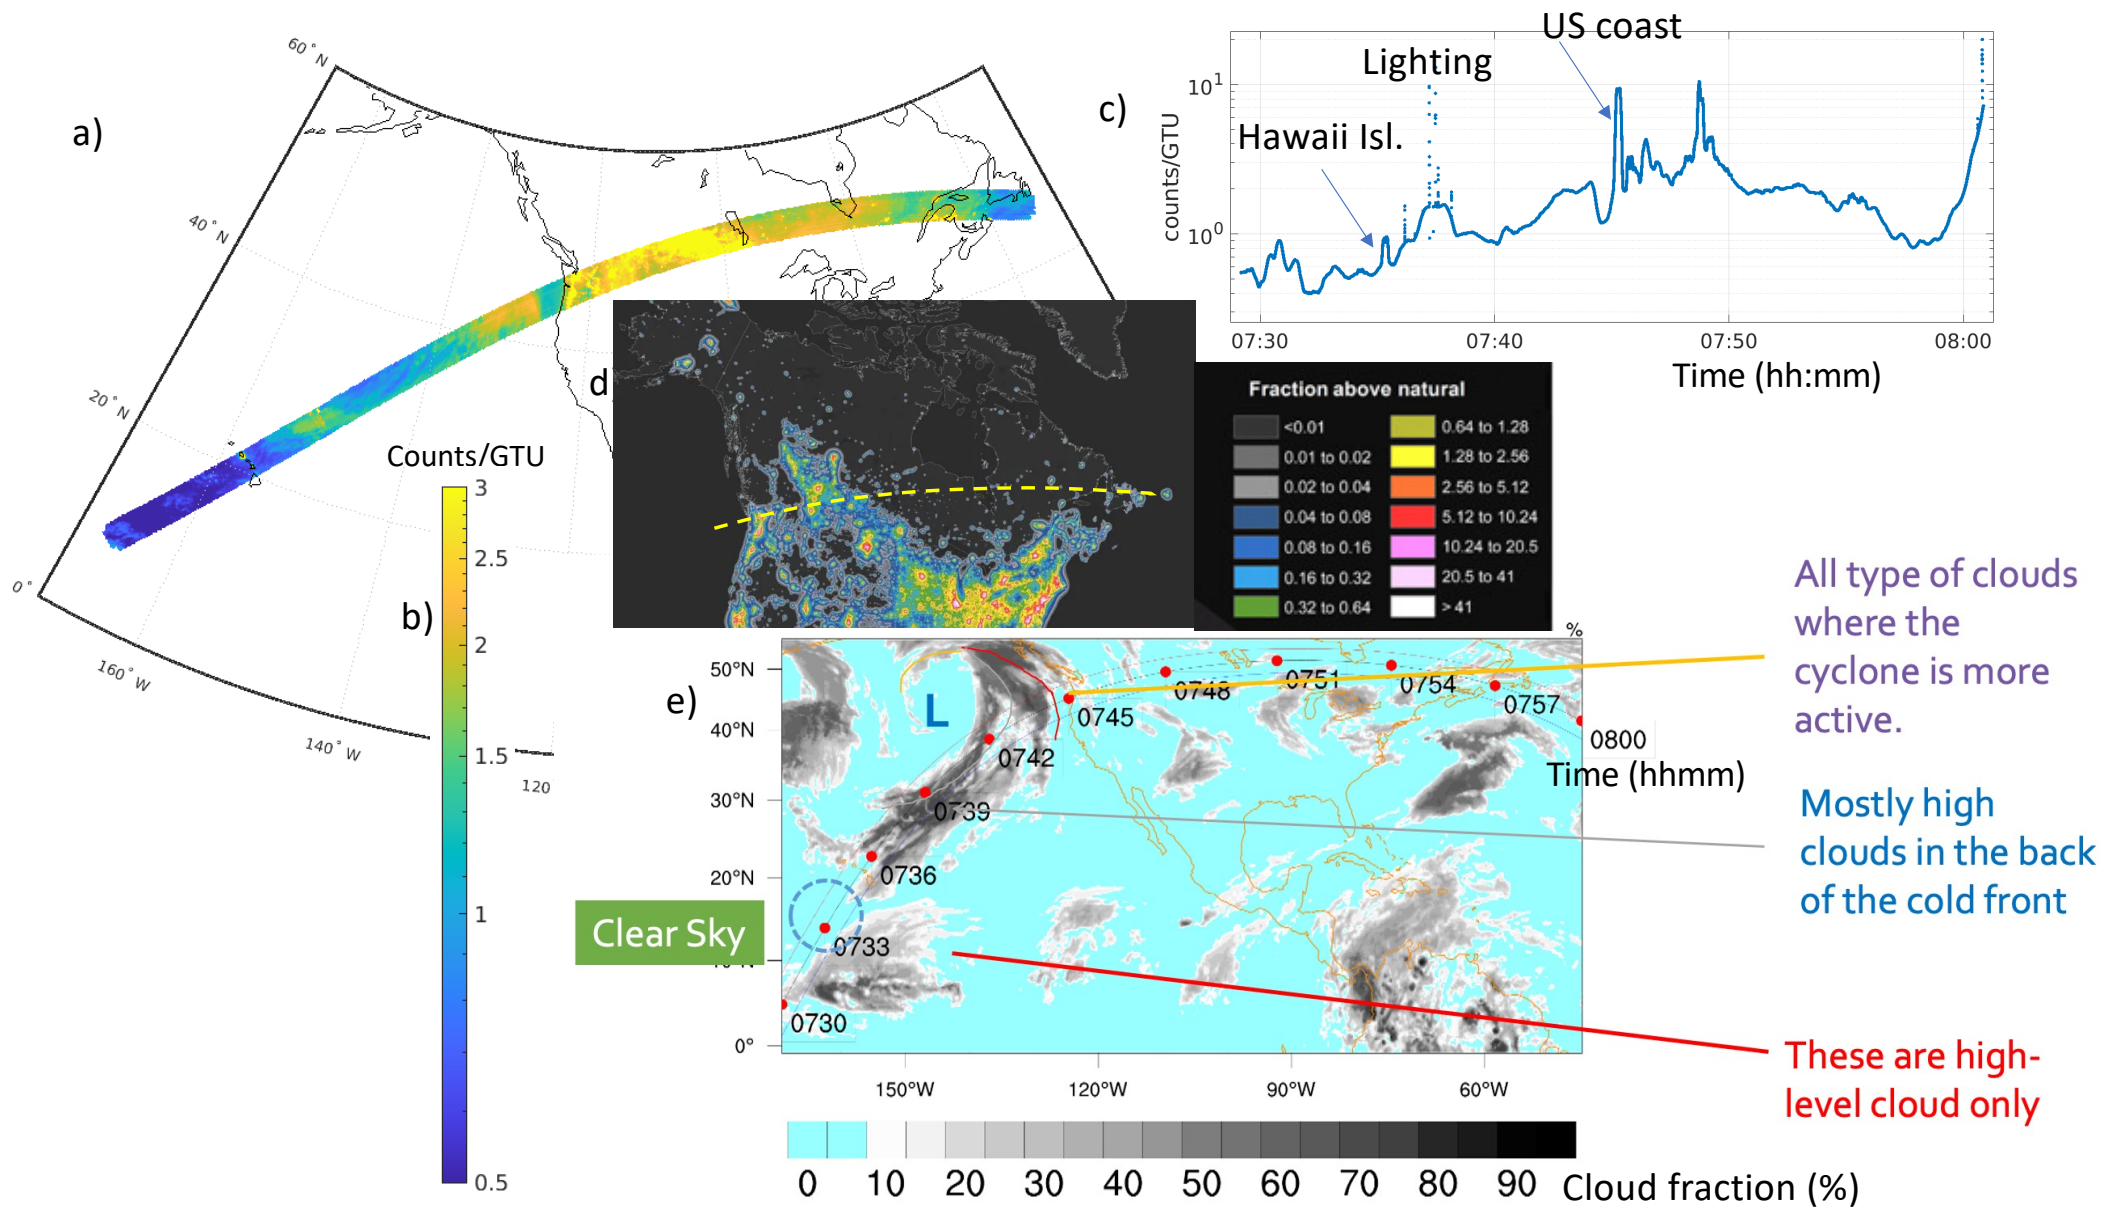 a)
60°N
40°N
20°N
0°
160°W
140°W
120
b)
Counts/GTU
3
2.5
2
1.5
1
0.5
c)
counts/GTU
10¹
10⁰
Hawaii Isl.
Lighting
US coast
07:30
07:40
07:50
08:00
Time (hh:mm)
d
Fraction above natural
<0.01
0.01 to 0.02
0.02 to 0.04
0.04 to 0.08
0.08 to 0.16
0.16 to 0.32
0.32 to 0.64
0.64 to 1.28
1.28 to 2.56
2.56 to 5.12
5.12 to 10.24
10.24 to 20.5
20.5 to 41
> 41
e)
%
50°N
40°N
30°N
20°N
0°
150°W
120°W
90°W
60°W
L
0730
0733
0736
0739
0742
0745
0748
0751
0754
0757
0800
Time (hhmm)
Clear Sky
0 10 20 30 40 50 60 70 80 90
Cloud fraction (%)
All type of clouds
where the
cyclone is more
active.
Mostly high
clouds in the back
of the cold front
These are high-
level cloud only